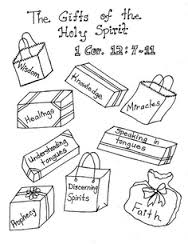 The Gifts of the
Holy Spirit
1 Cor. 12:7-11
Wisdom
Knowledge
Miracles
Healings
Speaking in
Tongues
Understanding
Tongues
Discerning
Spirits
Prophecy
Faith